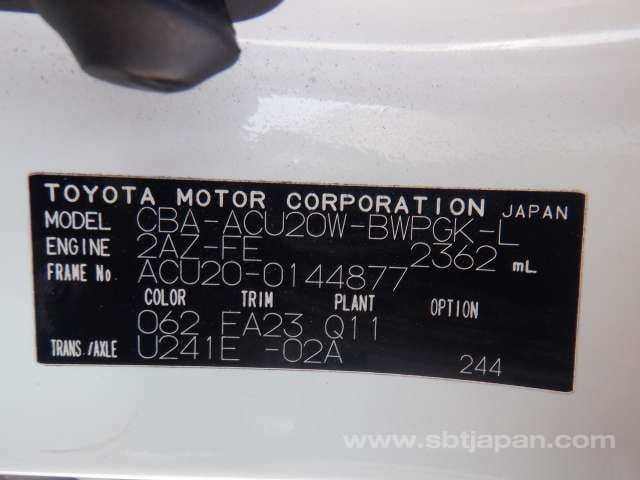 TOYOTA MOTOR CORPORATION JAPAN
MODEL CBA-ACU20W-BWPGK-L
ENGINE 2AZ-FE 2362 mL
FRAME No. ACU20-0144877
COLOR TRIM PLANT OPTION
062 FA23 Q11
TRANS./AXLE U241E -02A
244
www.sbtjapan.com